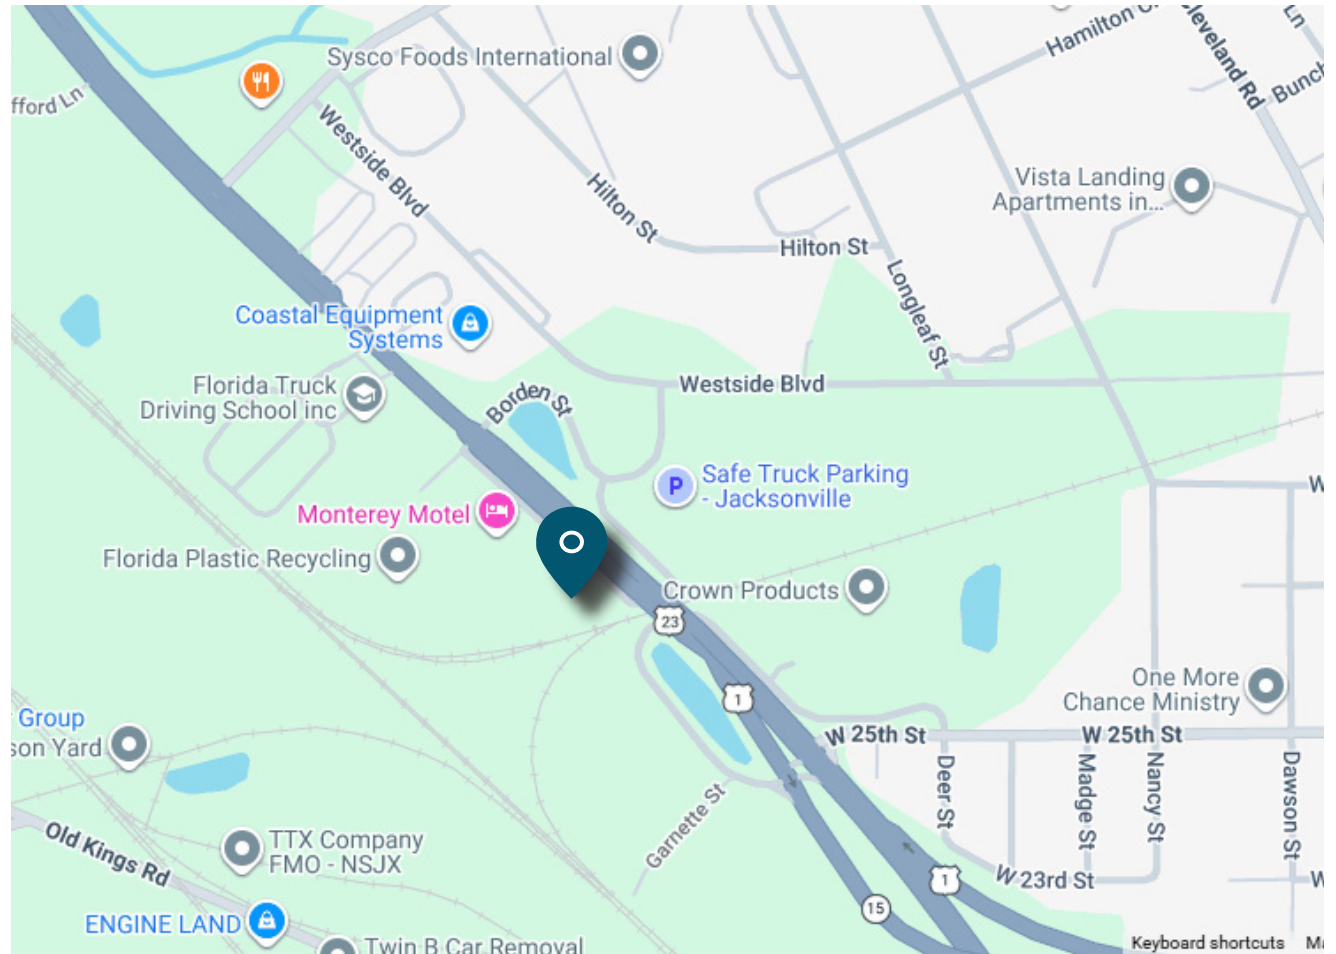 Sysco Foods International
Hamilton
Cleveland Rd
Ln
Bunch
fford Ln
Westside Blvd
Hilton St
Vista Landing
Apartments in...
Hilton St
Longleaf St
Coastal Equipment
Systems
Florida Truck
Driving School inc
Borden St
Westside Blvd
P
Safe Truck Parking
- Jacksonville
W
Monterey Motel
Florida Plastic Recycling
Crown Products
23
One More
Chance Ministry
1
Group
son Yard
W 25th St
W 25th St
Deer St
Madge St
Nancy St
Dawson St
Garnette St
Old Kings Rd
TTX Company
FMO - NSJX
1
W 23rd St
W
15
ENGINE LAND
Twin B Car Removal
Keyboard shortcuts
Ma